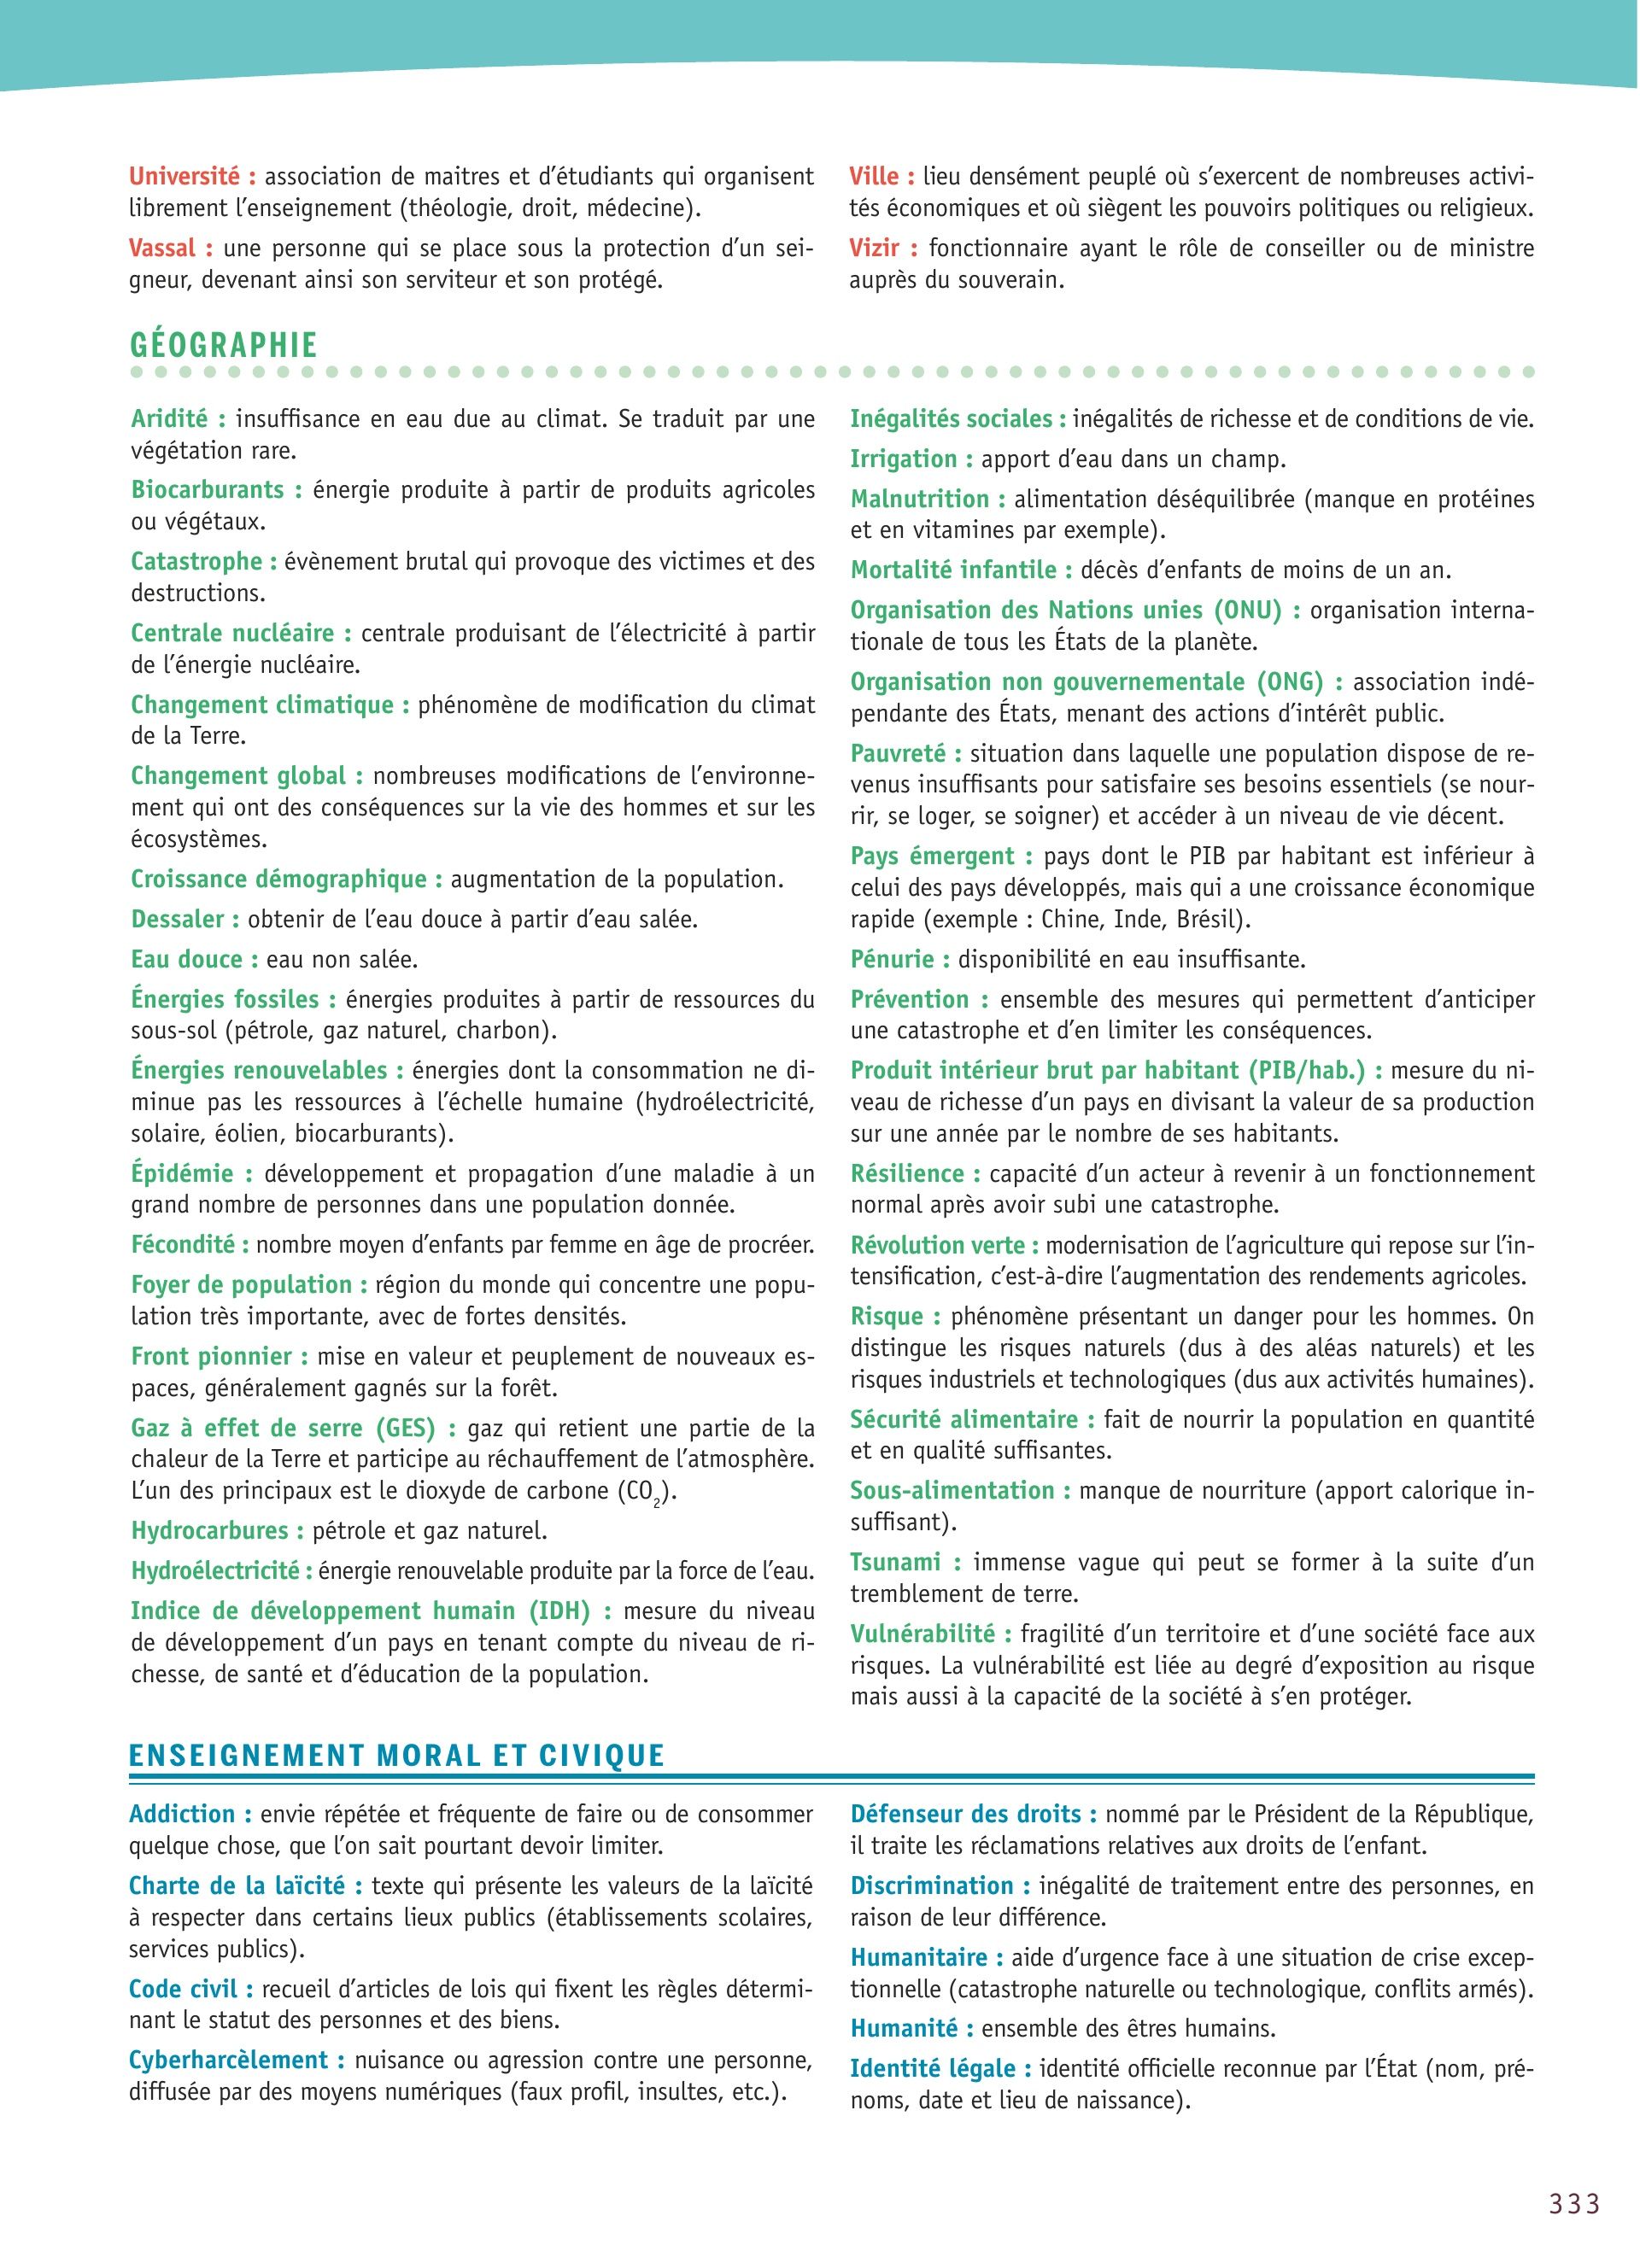 Université : association de maitres et d’étudiants qui organisent
librement l’enseignement (théologie, droit, médecine).
Vassal : une personne qui se place sous la protection d’un sei-
gneur, devenant ainsi son serviteur et son protégé.
Ville : lieu densément peuplé où s’exercent de nombreuses activi-
tés économiques et où siègent les pouvoirs politiques ou religieux.
Vizir : fonctionnaire ayant le rôle de conseiller ou de ministre
auprès du souverain.
GÉOGRAPHIE
Aridité : insuffisance en eau due au climat. Se traduit par une
végétation rare.
Biocarburants : énergie produite à partir de produits agricoles
ou végétaux.
Catastrophe : évènement brutal qui provoque des victimes et des
destructions.
Centrale nucléaire : centrale produisant de l’électricité à partir
de l’énergie nucléaire.
Changement climatique : phénomène de modification du climat
de la Terre.
Changement global : nombreuses modifications de l’environne-
ment qui ont des conséquences sur la vie des hommes et sur les
écosystèmes.
Croissance démographique : augmentation de la population.
Dessaler : obtenir de l’eau douce à partir d’eau salée.
Eau douce : eau non salée.
Énergies fossiles : énergies produites à partir de ressources du
sous-sol (pétrole, gaz naturel, charbon).
Énergies renouvelables : énergies dont la consommation ne di-
minue pas les ressources à l’échelle humaine (hydroélectricité,
solaire, éolien, biocarburants).
Épidémie : développement et propagation d’une maladie à un
grand nombre de personnes dans une population donnée.
Fécondité : nombre moyen d’enfants par femme en âge de procréer.
Foyer de population : région du monde qui concentre une popu-
lation très importante, avec de fortes densités.
Front pionnier : mise en valeur et peuplement de nouveaux es-
paces, généralement gagnés sur la forêt.
Gaz à effet de serre (GES) : gaz qui retient une partie de la
chaleur de la Terre et participe au réchauffement de l’atmosphère.
L’un des principaux est le dioxyde de carbone (CO₂).
Hydrocarbures : pétrole et gaz naturel.
Hydroélectricité : énergie renouvelable produite par la force de l’eau.
Indice de développement humain (IDH) : mesure du niveau
de développement d’un pays en tenant compte du niveau de ri-
chesse, de santé et d’éducation de la population.
Inégalités sociales : inégalités de richesse et de conditions de vie.
Irrigation : apport d’eau dans un champ.
Malnutrition : alimentation déséquilibrée (manque en protéines
et en vitamines par exemple).
Mortalité infantile : décès d’enfants de moins de un an.
Organisation des Nations unies (ONU) : organisation interna-
tionale de tous les États de la planète.
Organisation non gouvernementale (ONG) : association indé-
pendante des États, menant des actions d’intérêt public.
Pauvreté : situation dans laquelle une population dispose de re-
venus insuffisants pour satisfaire ses besoins essentiels (se nour-
rir, se loger, se soigner) et accéder à un niveau de vie décent.
Pays émergent : pays dont le PIB par habitant est inférieur à
celui des pays développés, mais qui a une croissance économique
rapide (exemple : Chine, Inde, Brésil).
Pénurie : disponibilité en eau insuffisante.
Prévention : ensemble des mesures qui permettent d’anticiper
une catastrophe et d’en limiter les conséquences.
Produit intérieur brut par habitant (PIB/hab.) : mesure du ni-
veau de richesse d’un pays en divisant la valeur de sa production
sur une année par le nombre de ses habitants.
Résilience : capacité d’un acteur à revenir à un fonctionnement
normal après avoir subi une catastrophe.
Révolution verte : modernisation de l’agriculture qui repose sur l’in-
tensification, c’est-à-dire l’augmentation des rendements agricoles.
Risque : phénomène présentant un danger pour les hommes. On
distingue les risques naturels (dus à des aléas naturels) et les
risques industriels et technologiques (dus aux activités humaines).
Sécurité alimentaire : fait de nourrir la population en quantité
et en qualité suffisantes.
Sous-alimentation : manque de nourriture (apport calorique in-
suffisant).
Tsunami : immense vague qui peut se former à la suite d’un
tremblement de terre.
Vulnérabilité : fragilité d’un territoire et d’une société face aux
risques. La vulnérabilité est liée au degré d’exposition au risque
mais aussi à la capacité de la société à s’en protéger.
ENSEIGNEMENT MORAL ET CIVIQUE
Addiction : envie répétée et fréquente de faire ou de consommer
quelque chose, que l’on sait pourtant devoir limiter.
Charte de la laïcité : texte qui présente les valeurs de la laïcité
à respecter dans certains lieux publics (établissements scolaires,
services publics).
Code civil : recueil d’articles de lois qui fixent les règles détermi-
nant le statut des personnes et des biens.
Cyberharcèlement : nuisance ou agression contre une personne,
diffusée par des moyens numériques (faux profil, insultes, etc.).
Défenseur des droits : nommé par le Président de la République,
il traite les réclamations relatives aux droits de l’enfant.
Discrimination : inégalité de traitement entre des personnes, en
raison de leur différence.
Humanitaire : aide d’urgence face à une situation de crise excep-
tionnelle (catastrophe naturelle ou technologique, conflits armés).
Humanité : ensemble des êtres humains.
Identité légale : identité officielle reconnue par l’État (nom, pré-
noms, date et lieu de naissance).
333